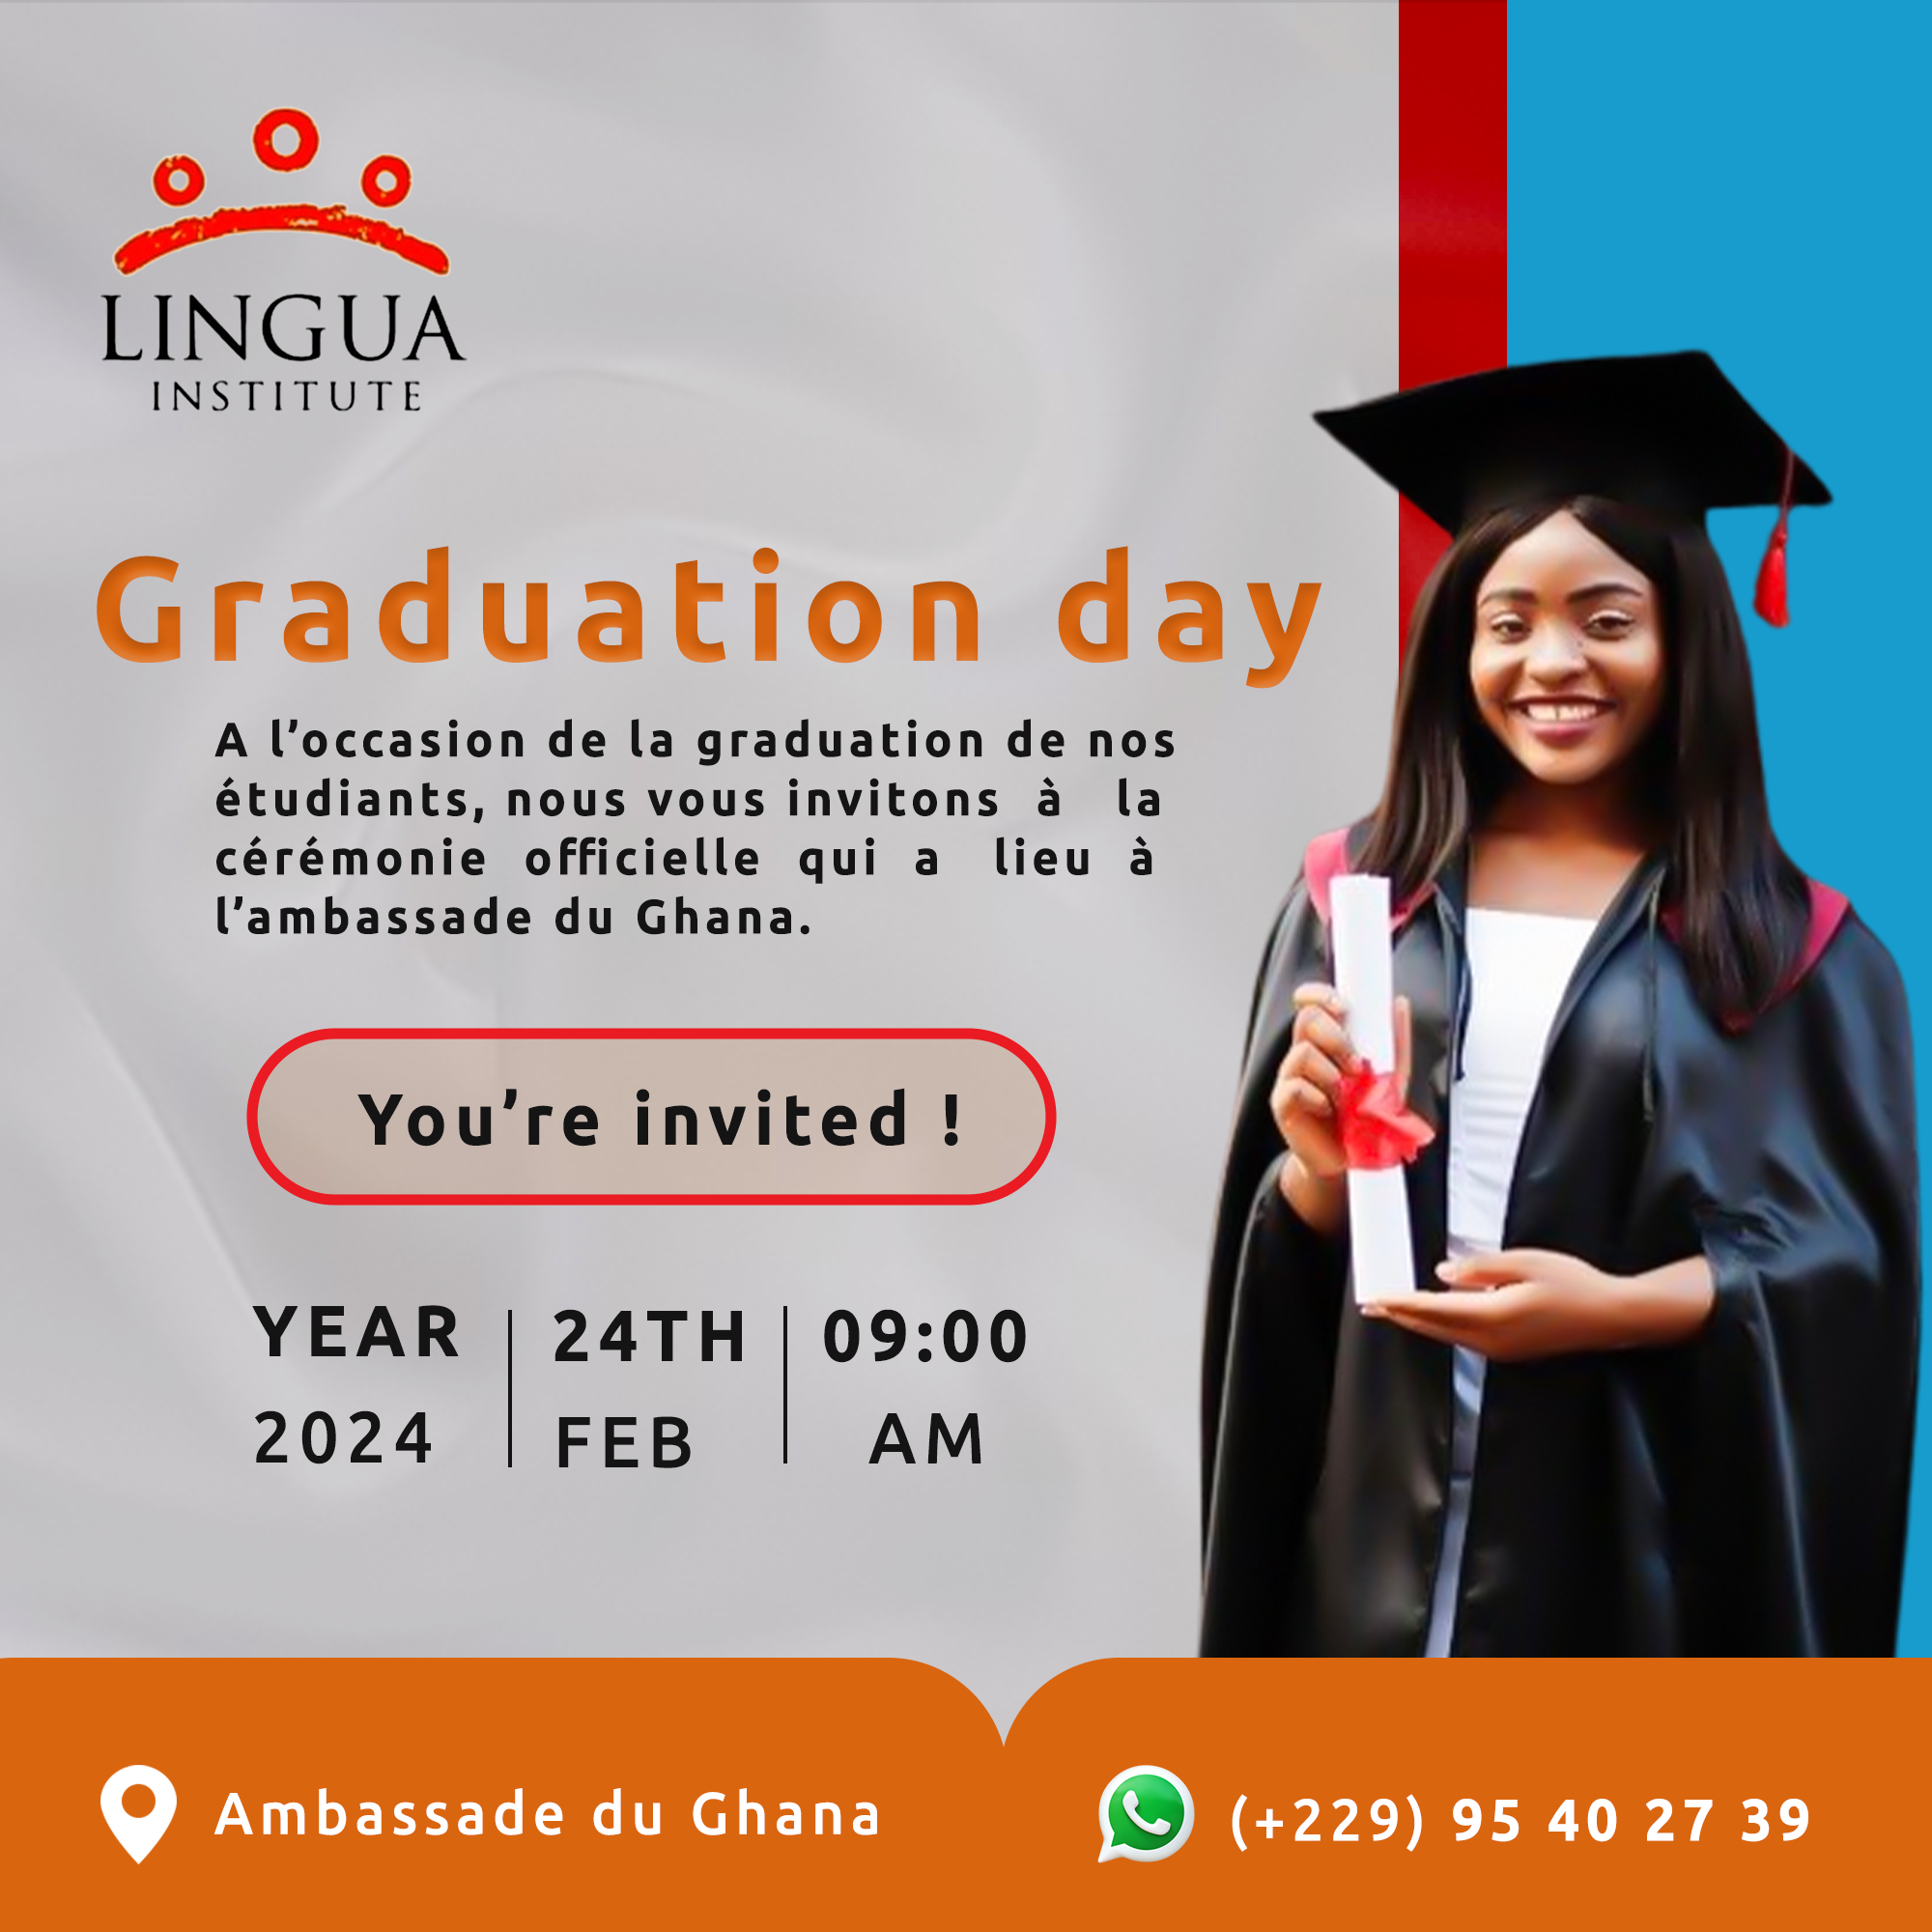 LINGUA
INSTITUTE
Graduation day
A l’occasion de la graduation de nos
étudiants, nous vous invitons à la
cérémonie officielle qui a lieu à
l’ambassade du Ghana.
You’re invited !
YEAR
2024
24TH
FEB
09:00
AM
Ambassade du Ghana
(+229) 95 40 27 39